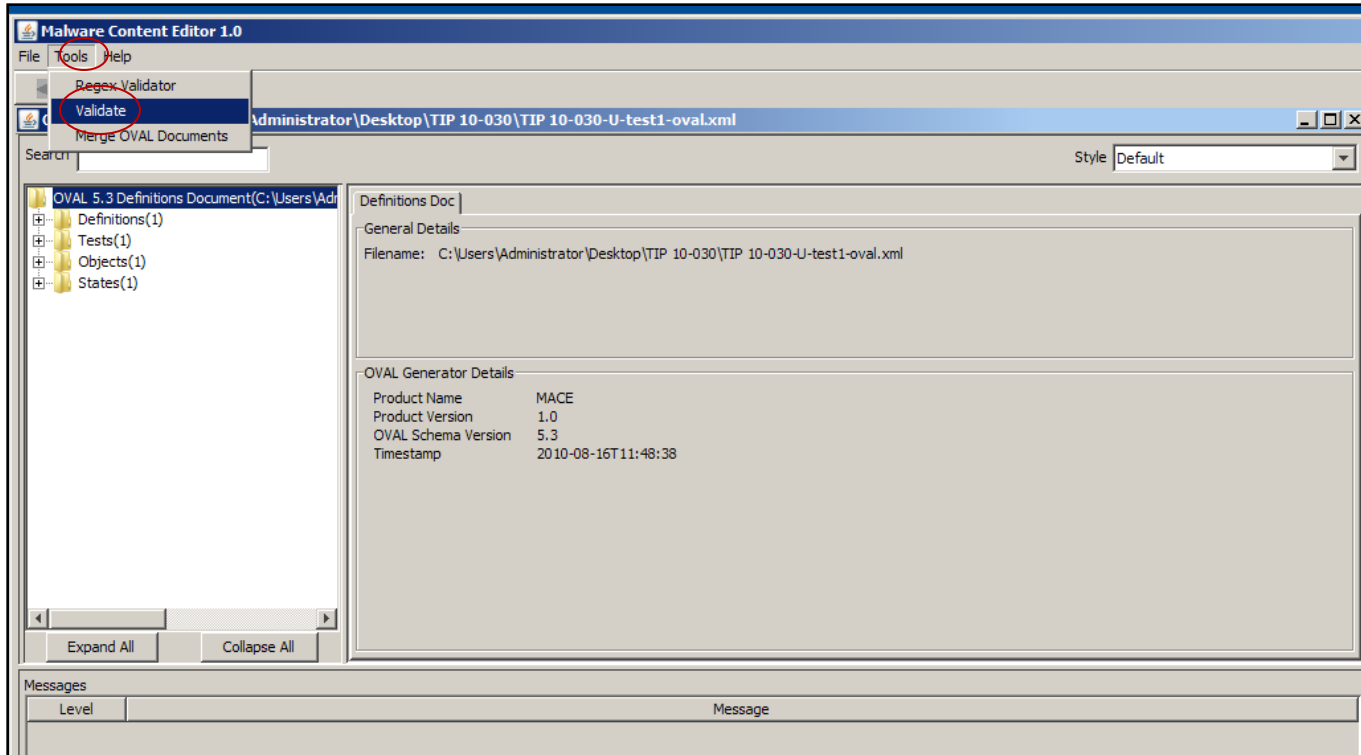 Malware Content Editor 1.0
File Tools Help
Regex Validator
Validate
Merge OVAL Documents
Administrator\Desktop\TIP 10-030\TIP 10-030-U-test1-oval.xml
Search
Style Default
OVAL 5.3 Definitions Document(C:\Users\Adr
Definitions(1)
Tests(1)
Objects(1)
States(1)
Expand All Collapse All
Definitions Doc
General Details
Filename: C:\Users\Administrator\Desktop\TIP 10-030\TIP 10-030-U-test1-oval.xml
OVAL Generator Details
Product Name MACE
Product Version 1.0
OVAL Schema Version 5.3
Timestamp 2010-08-16T11:48:38
Messages
Level Message